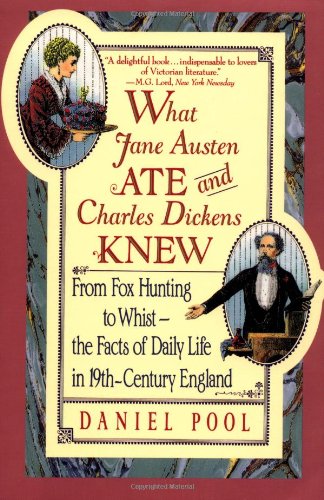 "A delightful book...indispensable to lovers
of Victorian literature."
—M.G. Lord, New York Newsday
What
Jane Austen
ATE and
Charles Dickens
KNEW
From Fox Hunting
to Whist—
the Facts of Daily Life
in 19th-Century England
DANIEL POOL